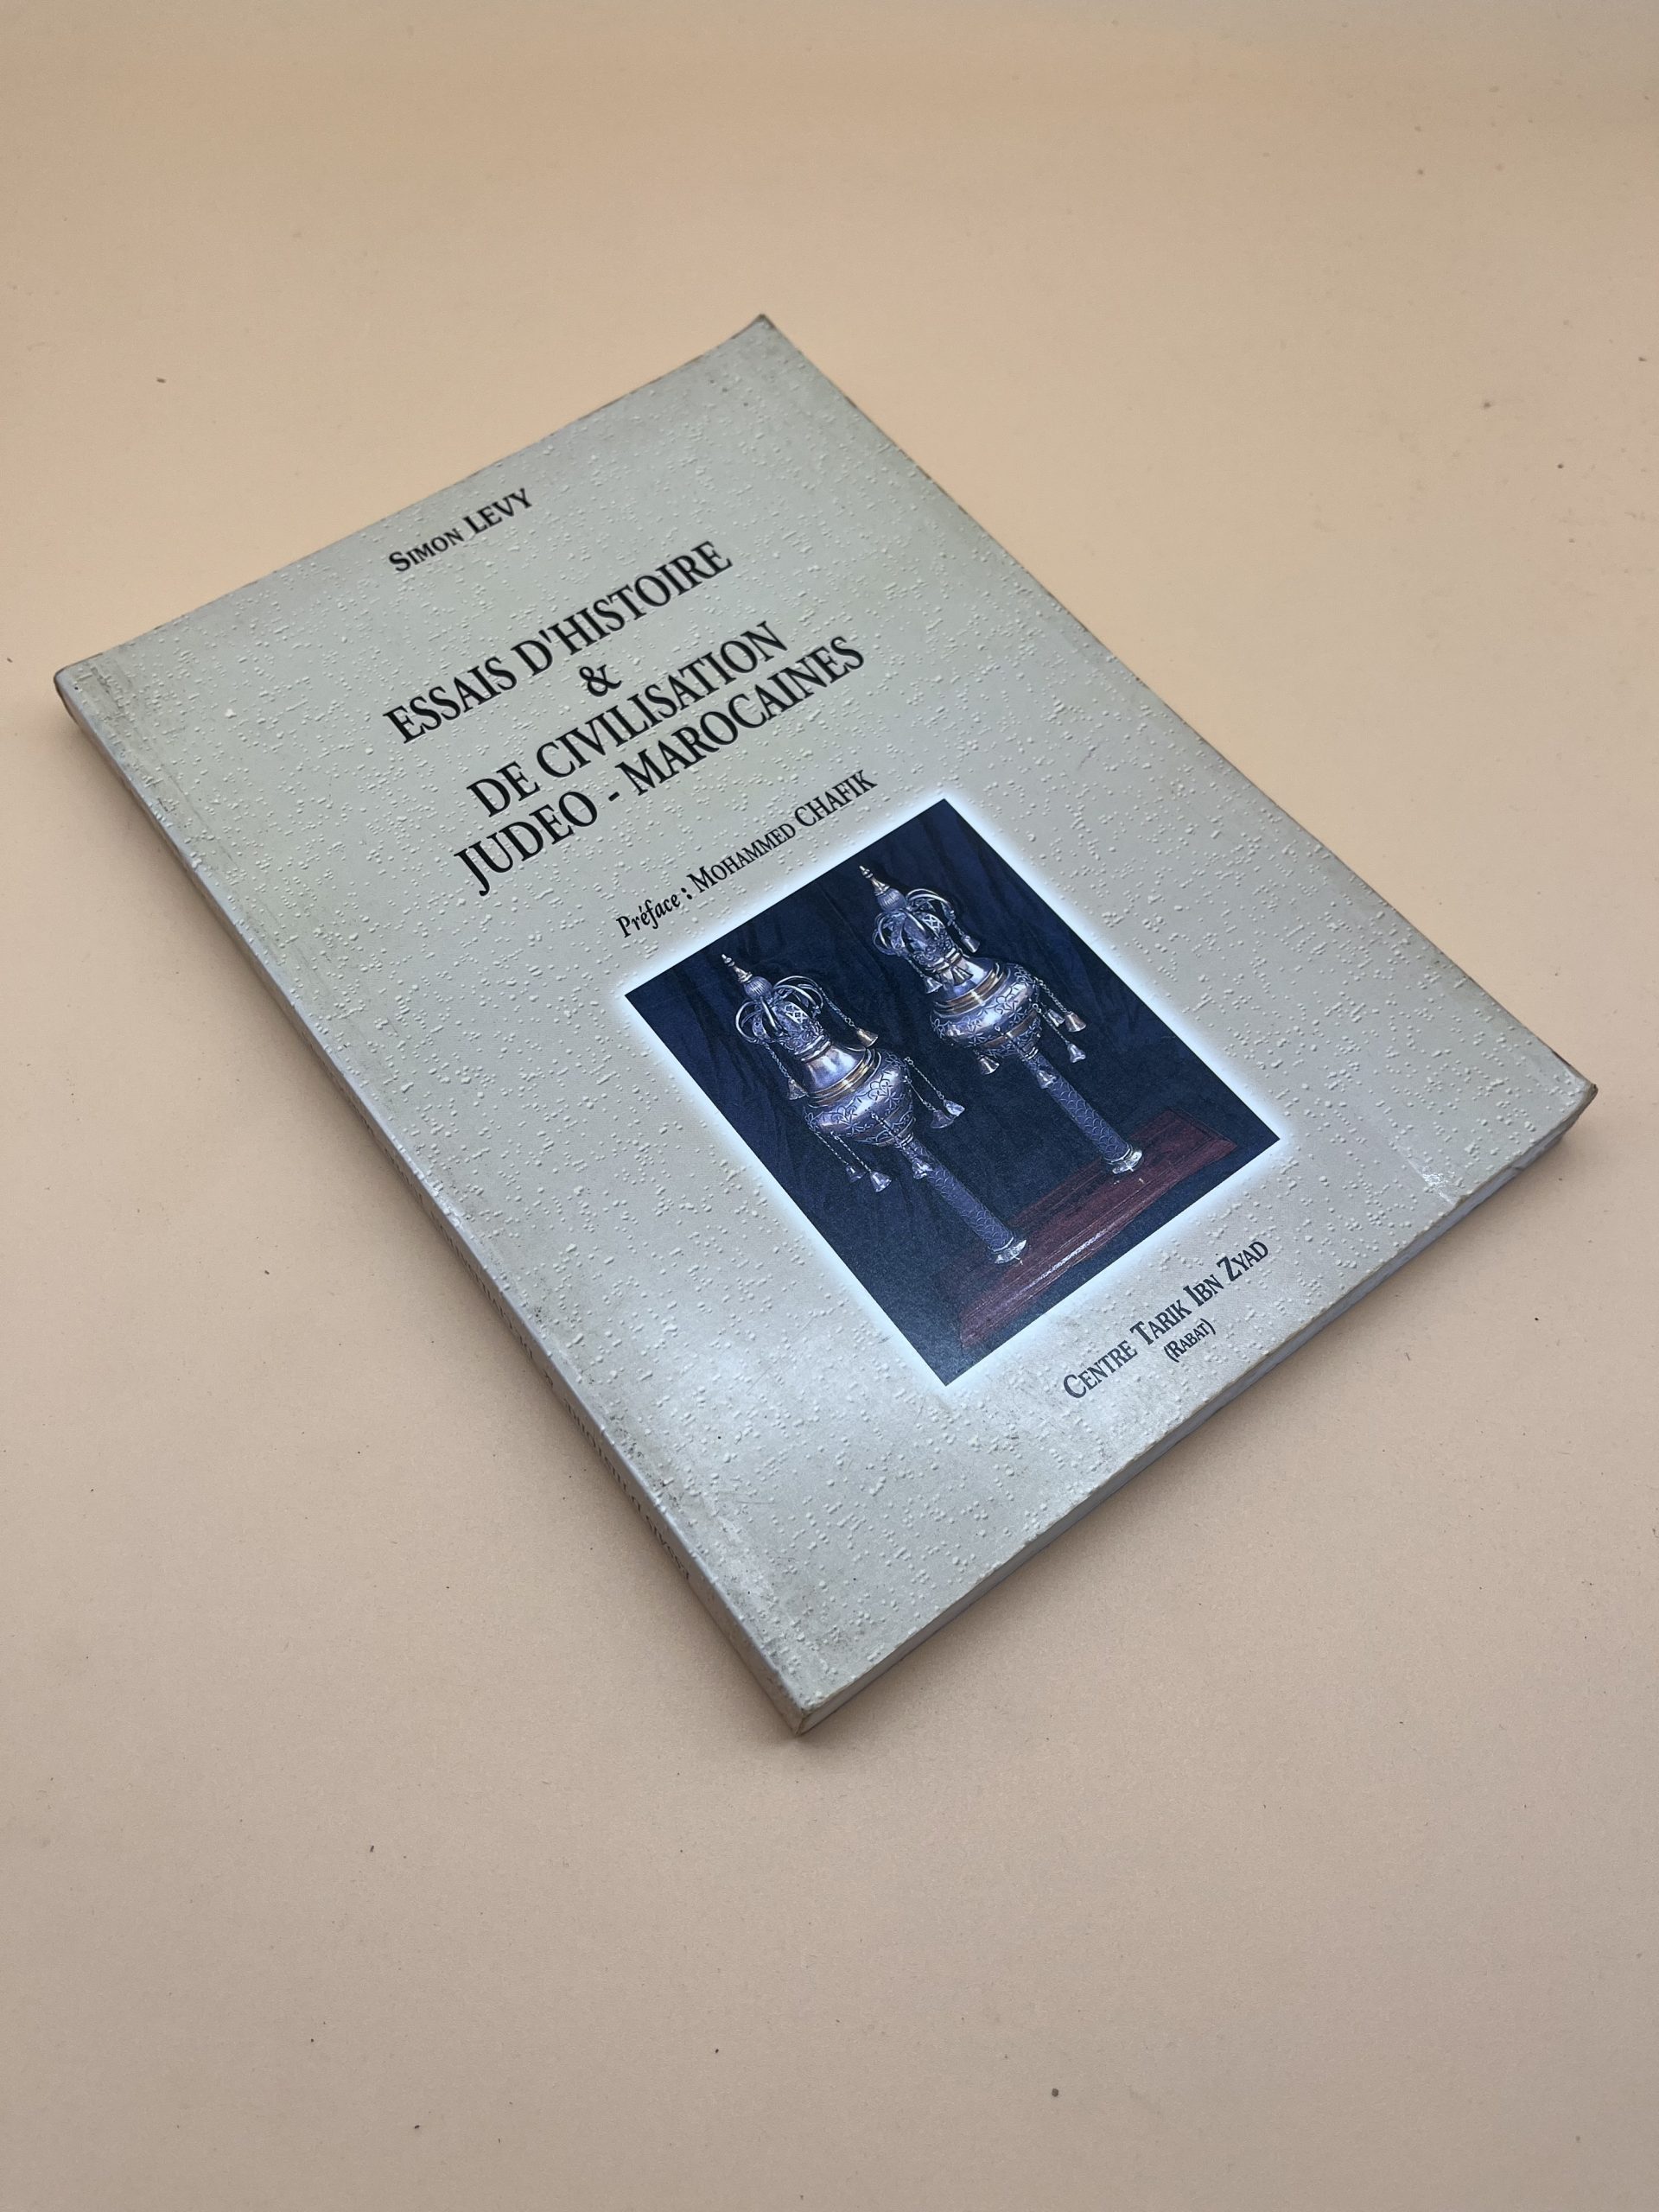 SIMON LEVY
ESSAIS D'HISTOIRE
&
DE CIVILISATION
JUDEO - MAROCAINES
Préface : MOHAMMED CHAFIK
CENTRE TARIK IBN ZYAD
(RABAT)